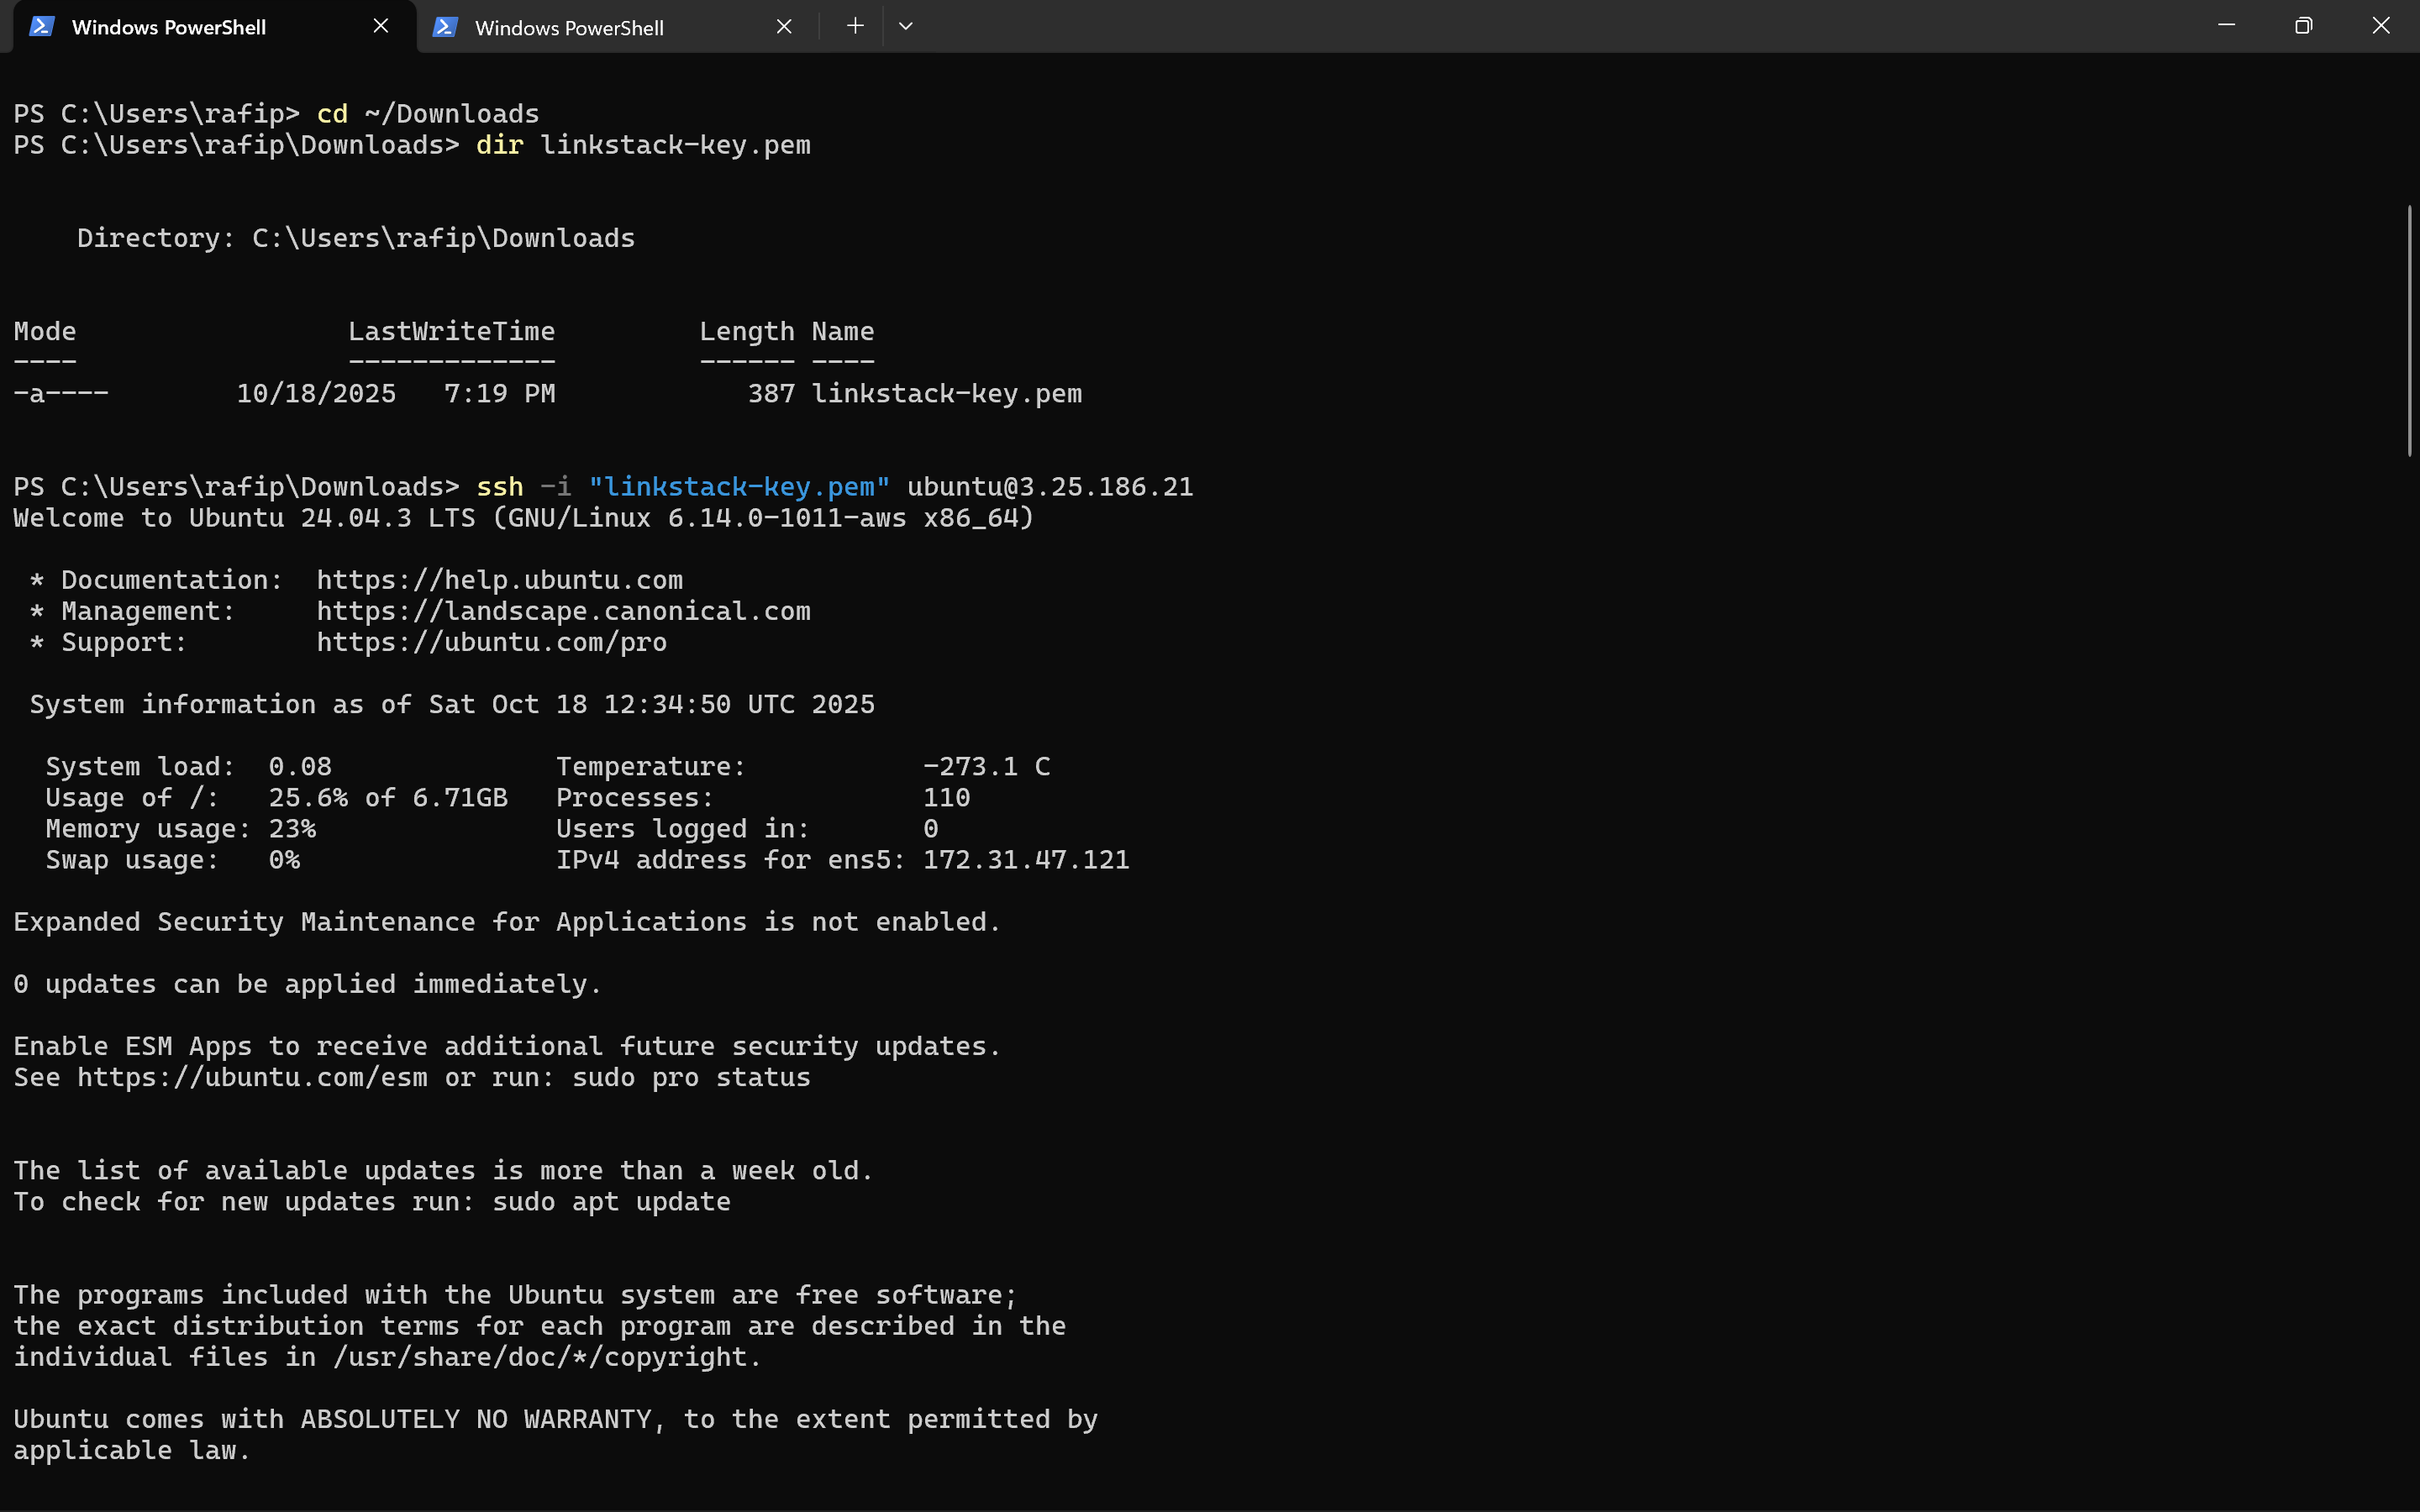 Windows PowerShell
Windows PowerShell
PS C:\Users\rafip> cd ~/Downloads
PS C:\Users\rafip\Downloads> dir linkstack-key.pem
Directory: C:\Users\rafip\Downloads
Mode                 LastWriteTime         Length Name
----                 -------------         ------ ----
-a----        10/18/2025   7:19 PM            387 linkstack-key.pem
PS C:\Users\rafip\Downloads> ssh -i "linkstack-key.pem" ubuntu@3.25.186.21
Welcome to Ubuntu 24.04.3 LTS (GNU/Linux 6.14.0-1011-aws x86_64)
* Documentation:  https://help.ubuntu.com
* Management:     https://landscape.canonical.com
* Support:        https://ubuntu.com/pro
System information as of Sat Oct 18 12:34:50 UTC 2025
System load:  0.08              Temperature:           -273.1 C
Usage of /:   25.6% of 6.71GB   Processes:             110
Memory usage: 23%               Users logged in:       0
Swap usage:   0%                IPv4 address for ens5: 172.31.47.121
Expanded Security Maintenance for Applications is not enabled.
0 updates can be applied immediately.
Enable ESM Apps to receive additional future security updates.
See https://ubuntu.com/esm or run: sudo pro status
The list of available updates is more than a week old.
To check for new updates run: sudo apt update
The programs included with the Ubuntu system are free software;
the exact distribution terms for each program are described in the
individual files in /usr/share/doc/*/copyright.
Ubuntu comes with ABSOLUTELY NO WARRANTY, to the extent permitted by
applicable law.